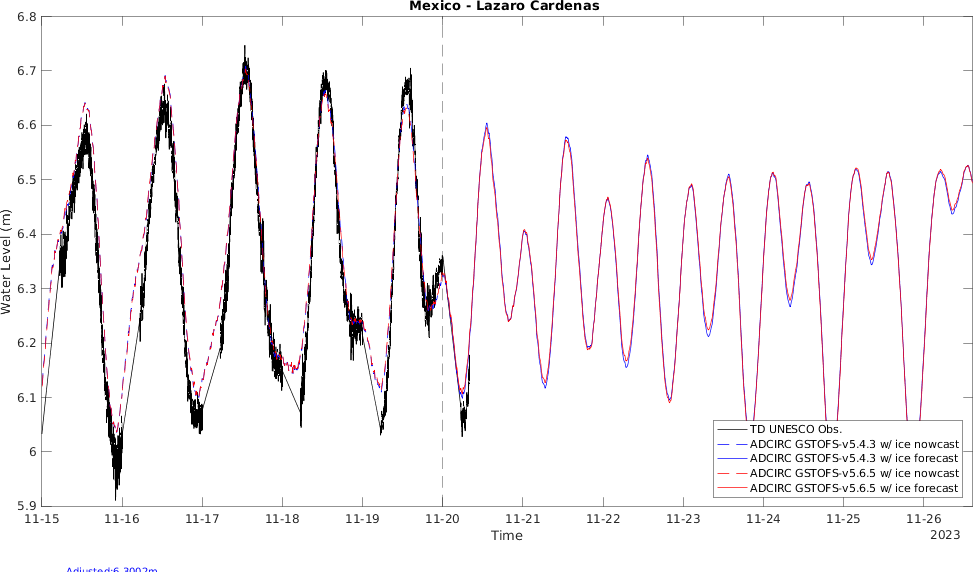 Mexico - Lazaro Cardenas
6.8
6.7
6.6
6.5
6.4
6.3
6.2
6.1
6
5.9
Water Level (m)
TD UNESCO Obs.
ADCIRC GSTOFS-v5.4.3 w/ ice nowcast
ADCIRC GSTOFS-v5.4.3 w/ ice forecast
ADCIRC GSTOFS-v5.6.5 w/ ice nowcast
ADCIRC GSTOFS-v5.6.5 w/ ice forecast
11-15 11-16 11-17 11-18 11-19 11-20 11-21 11-22 11-23 11-24 11-25 11-26
Time
2023
Adjusted:6.3002m